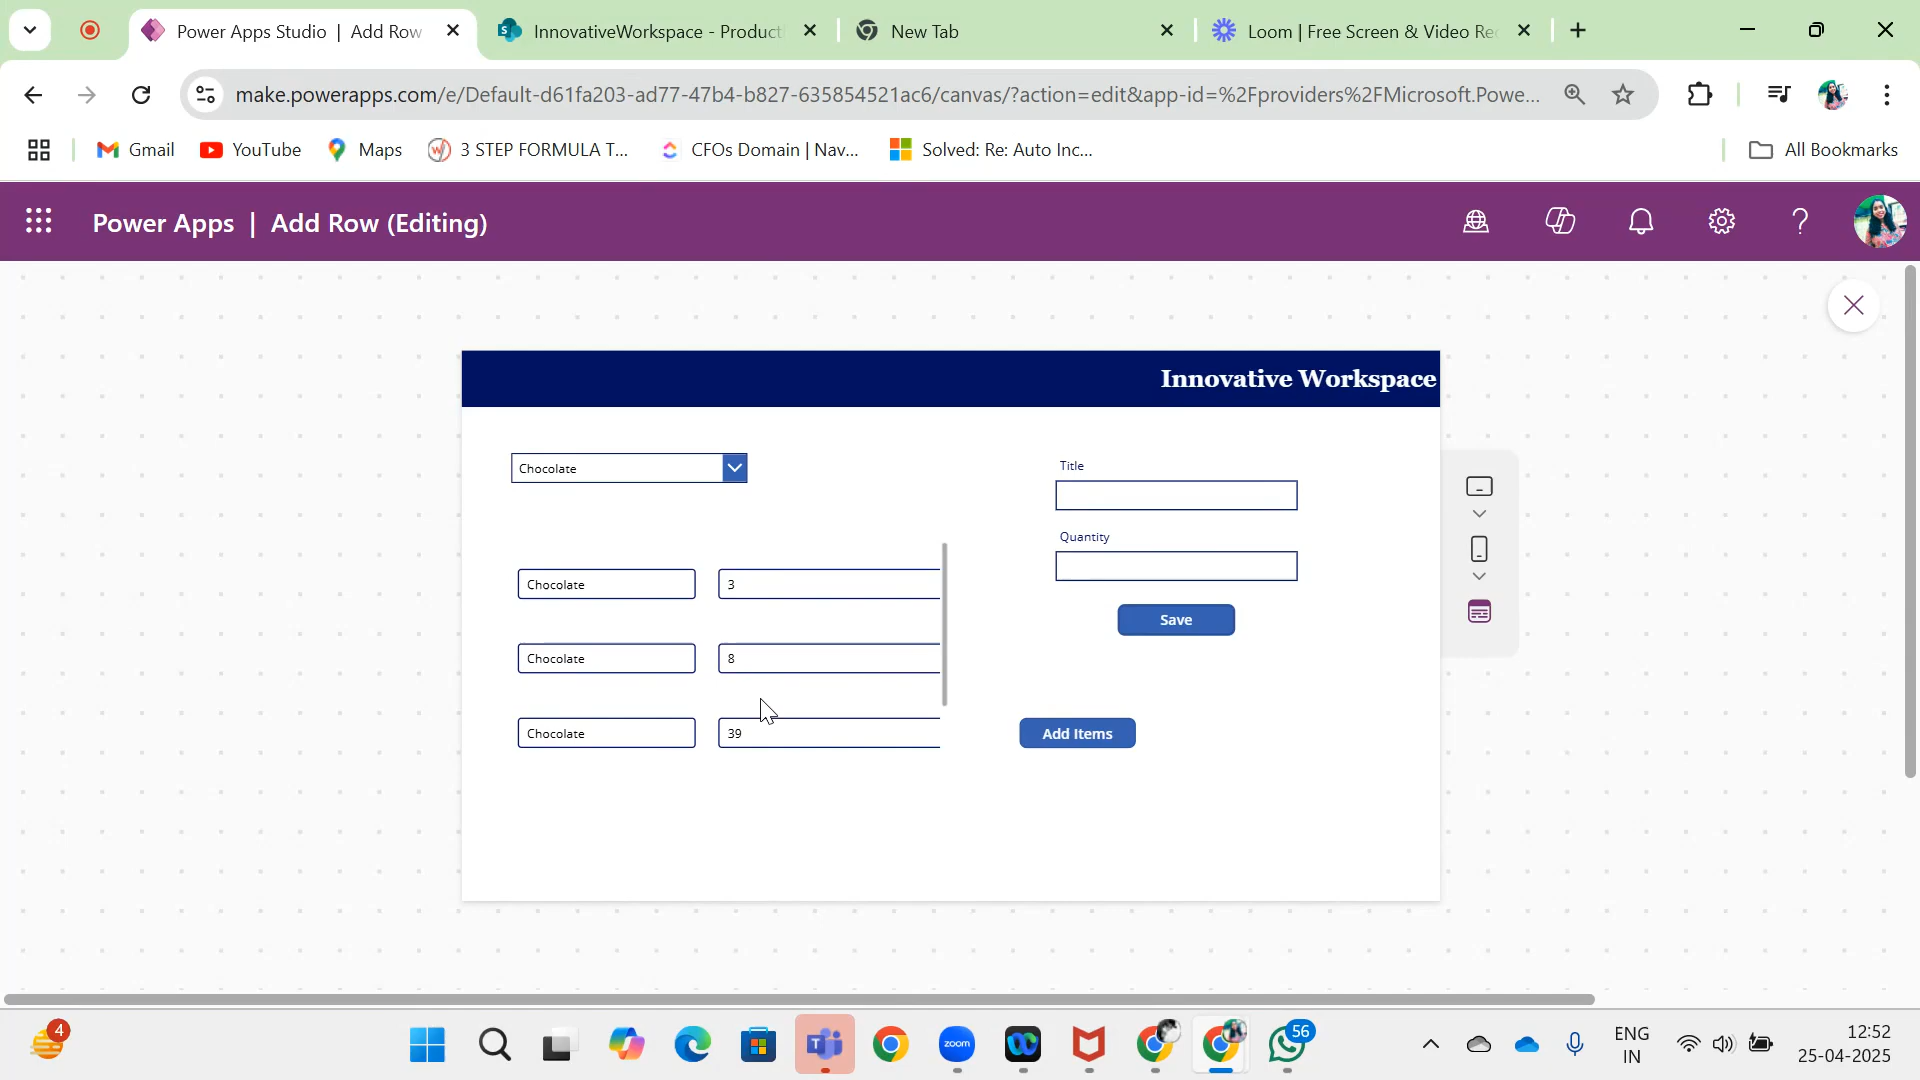 Power Apps Studio | Add Row
InnovativeWorkspace - Product
New Tab
Loom | Free Screen & Video Rec
make.powerapps.com/e/Default-d61fa203-ad77-47b4-b827-635854521ac6/canvas/?action=edit&app-id=%2Fproviders%2FMicrosoft.Powe...
Gmail
YouTube
Maps
3 STEP FORMULA T...
CFOs Domain | Nav...
Solved: Re: Auto Inc...
All Bookmarks
Power Apps | Add Row (Editing)
Innovative Workspace
Chocolate
Title
Quantity
Chocolate
3
Save
Chocolate
8
Chocolate
39
Add Items
4
zoom
56
ENG
IN
12:52
25-04-2025